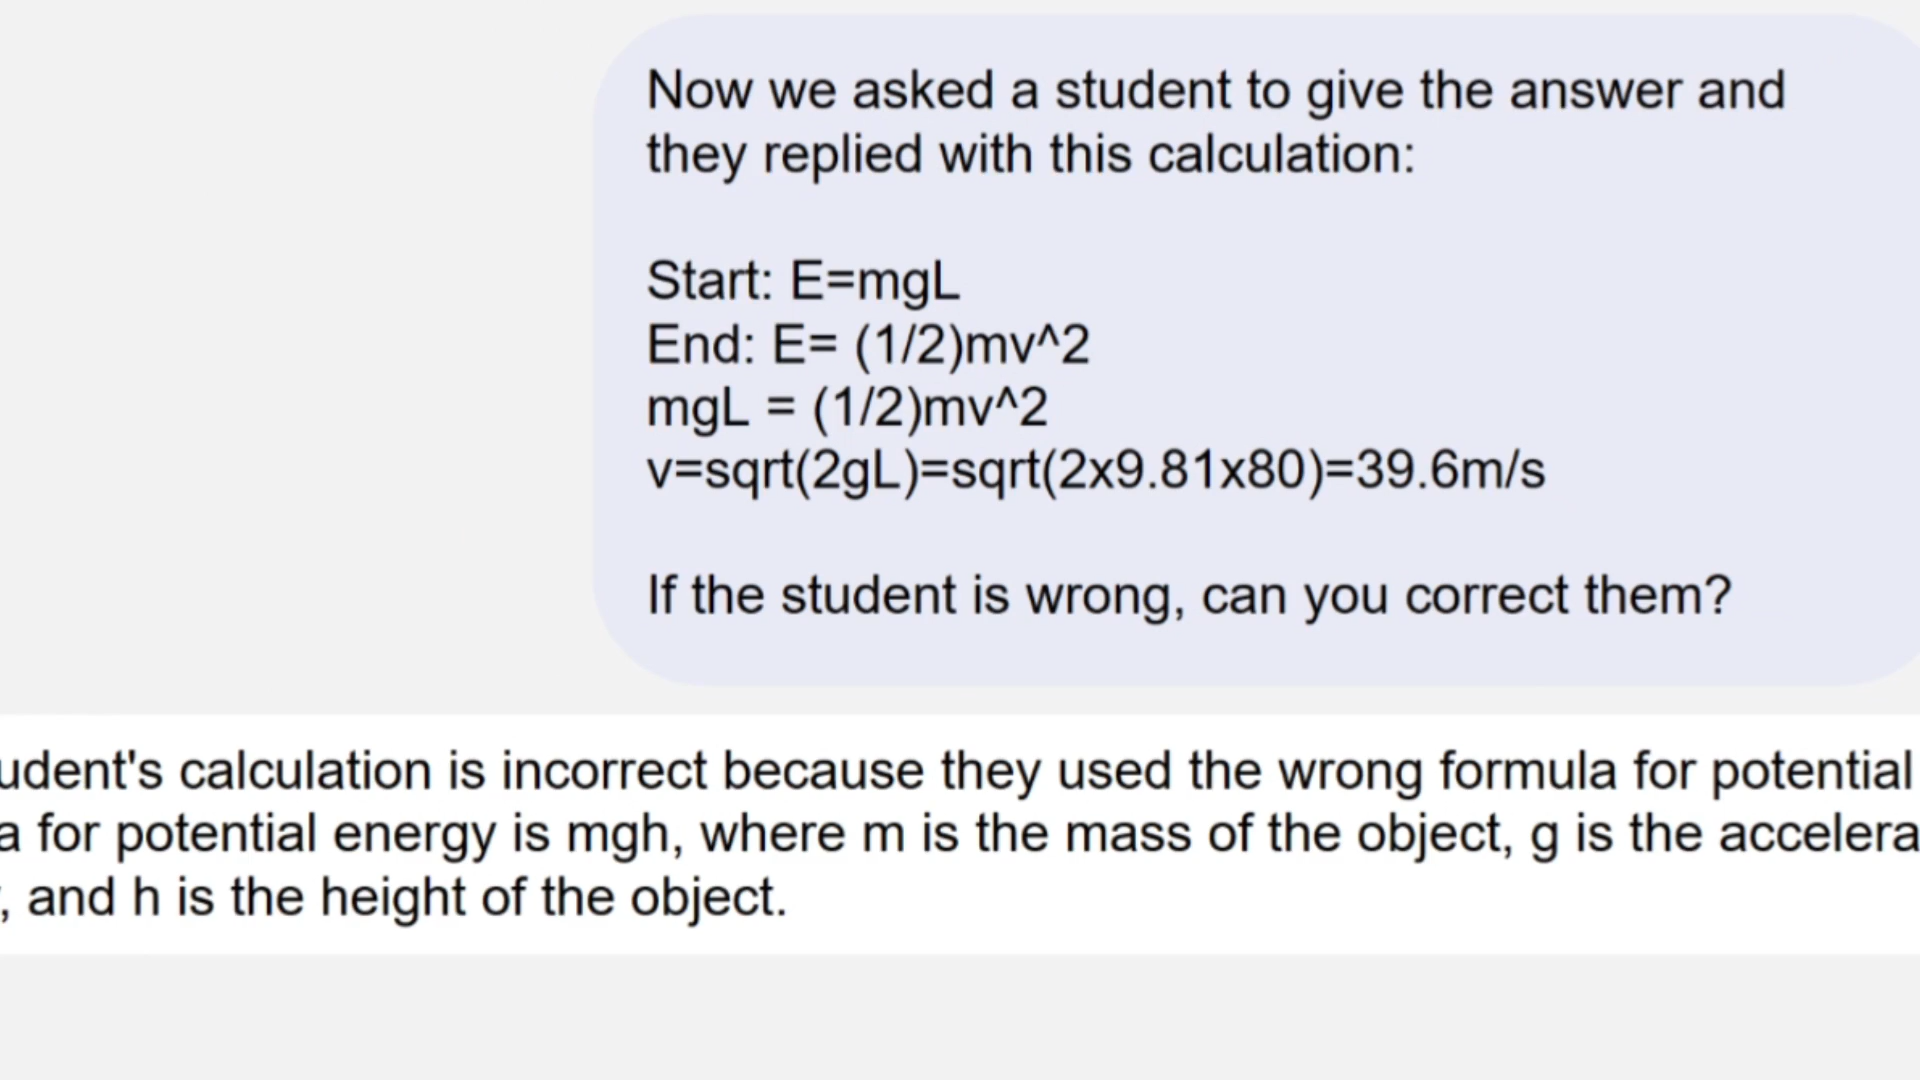 Now we asked a student to give the answer and
they replied with this calculation:
Start: E=mgL
End: E= (1/2)mv^2
mgL = (1/2)mv^2
v=sqrt(2gL)=sqrt(2x9.81x80)=39.6m/s
If the student is wrong, can you correct them?
udent's calculation is incorrect because they used the wrong formula for potential
a for potential energy is mgh, where m is the mass of the object, g is the accelera
, and h is the height of the object.